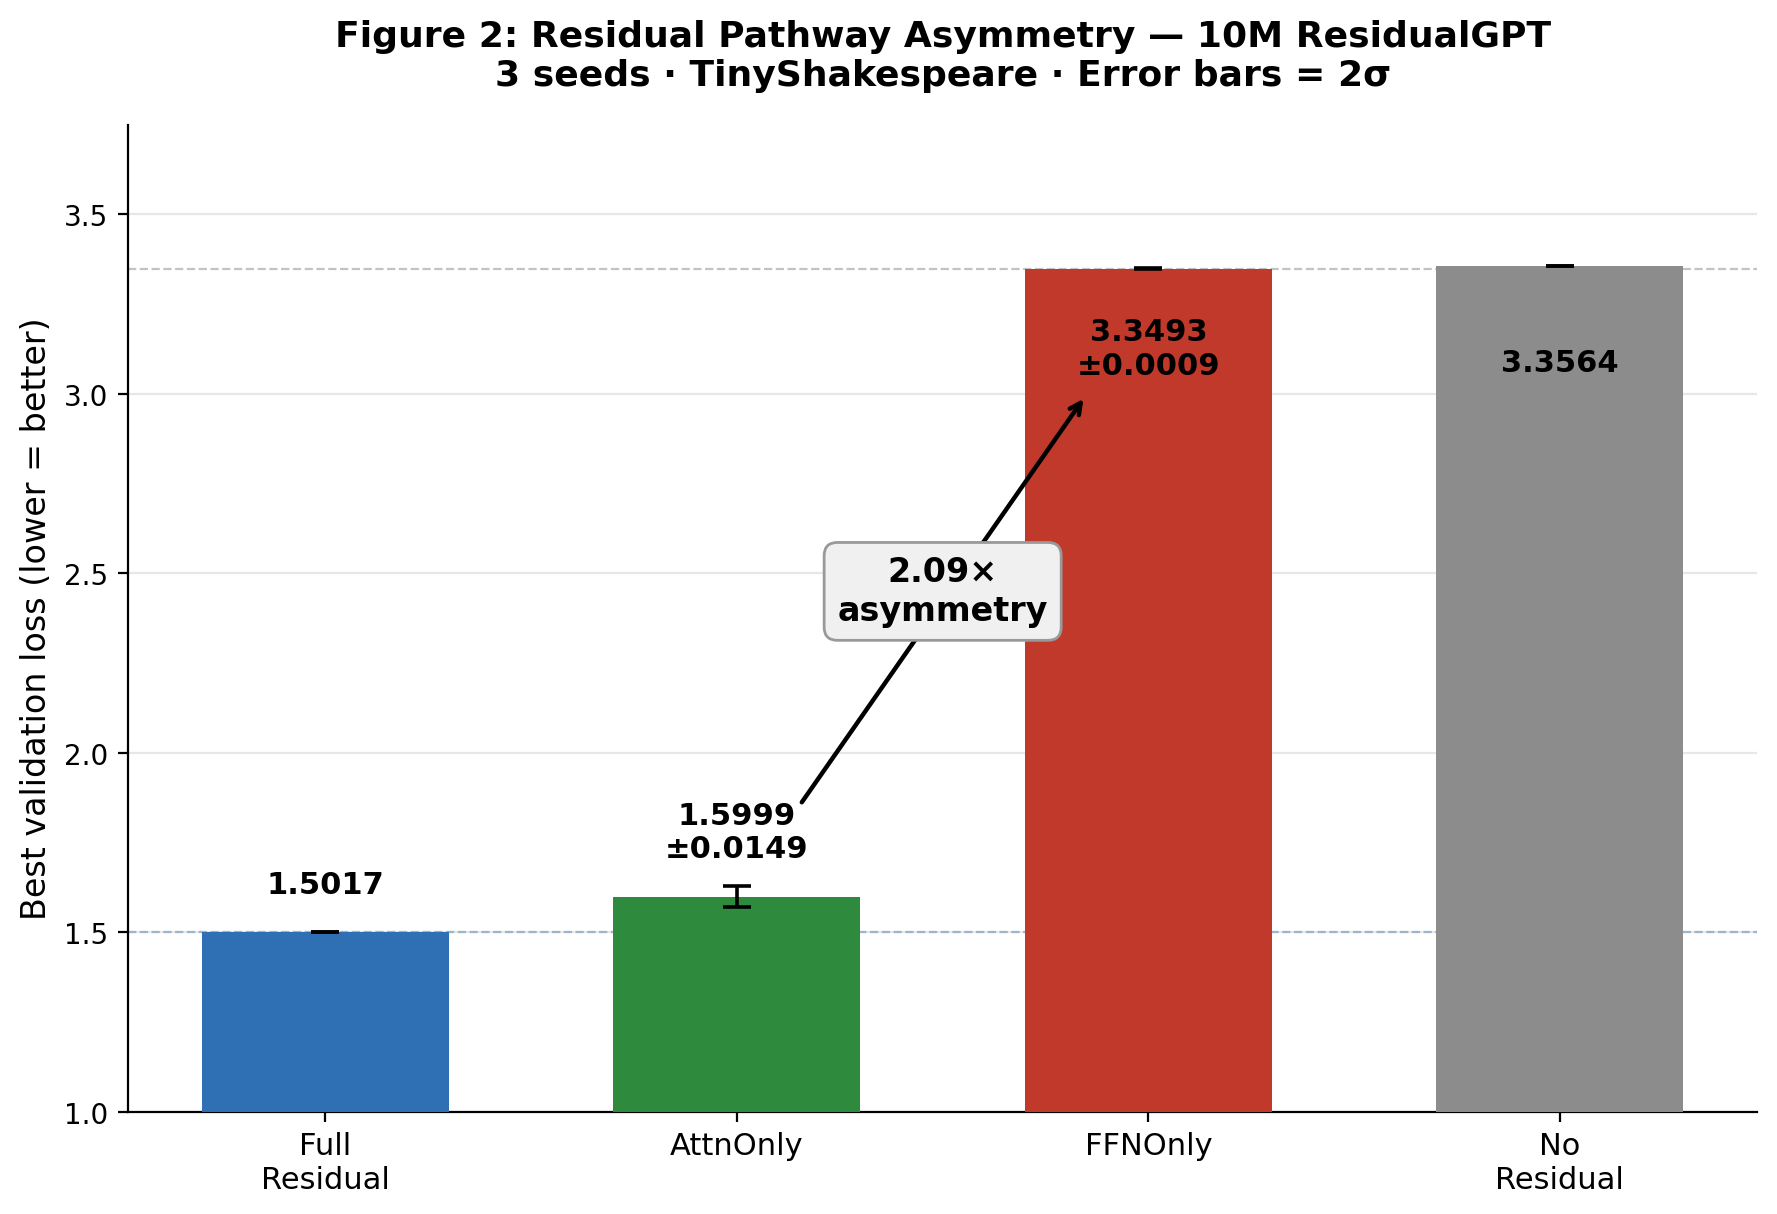 Figure 2: Residual Pathway Asymmetry — 10M ResidualGPT
3 seeds · TinyShakespeare · Error bars = 2σ
Best validation loss (lower = better)
3.5
3.0
2.5
2.0
1.5
1.0
1.5017
1.5999
±0.0149
2.09×
asymmetry
3.3493
±0.0009
3.3564
Full
Residual
AttnOnly
FFNOnly
No
Residual